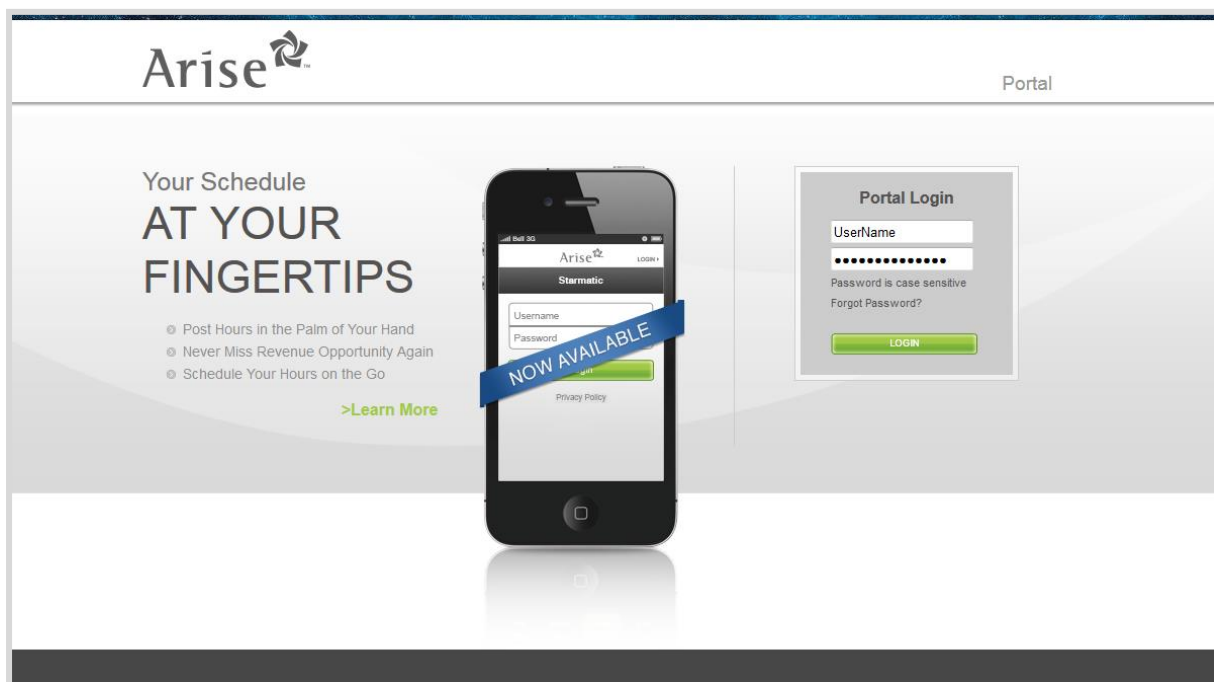 Arise
Portal
Your Schedule
AT YOUR
FINGERTIPS
Post Hours in the Palm of Your Hand
Never Miss Revenue Opportunity Again
Schedule Your Hours on the Go
>Learn More
Bell 3G
Arise
LOGIN
Starmatic
Username
Password
NOW AVAILABLE
Privacy Policy
Portal Login
UserName
Password is case sensitive
Forgot Password?
LOGIN